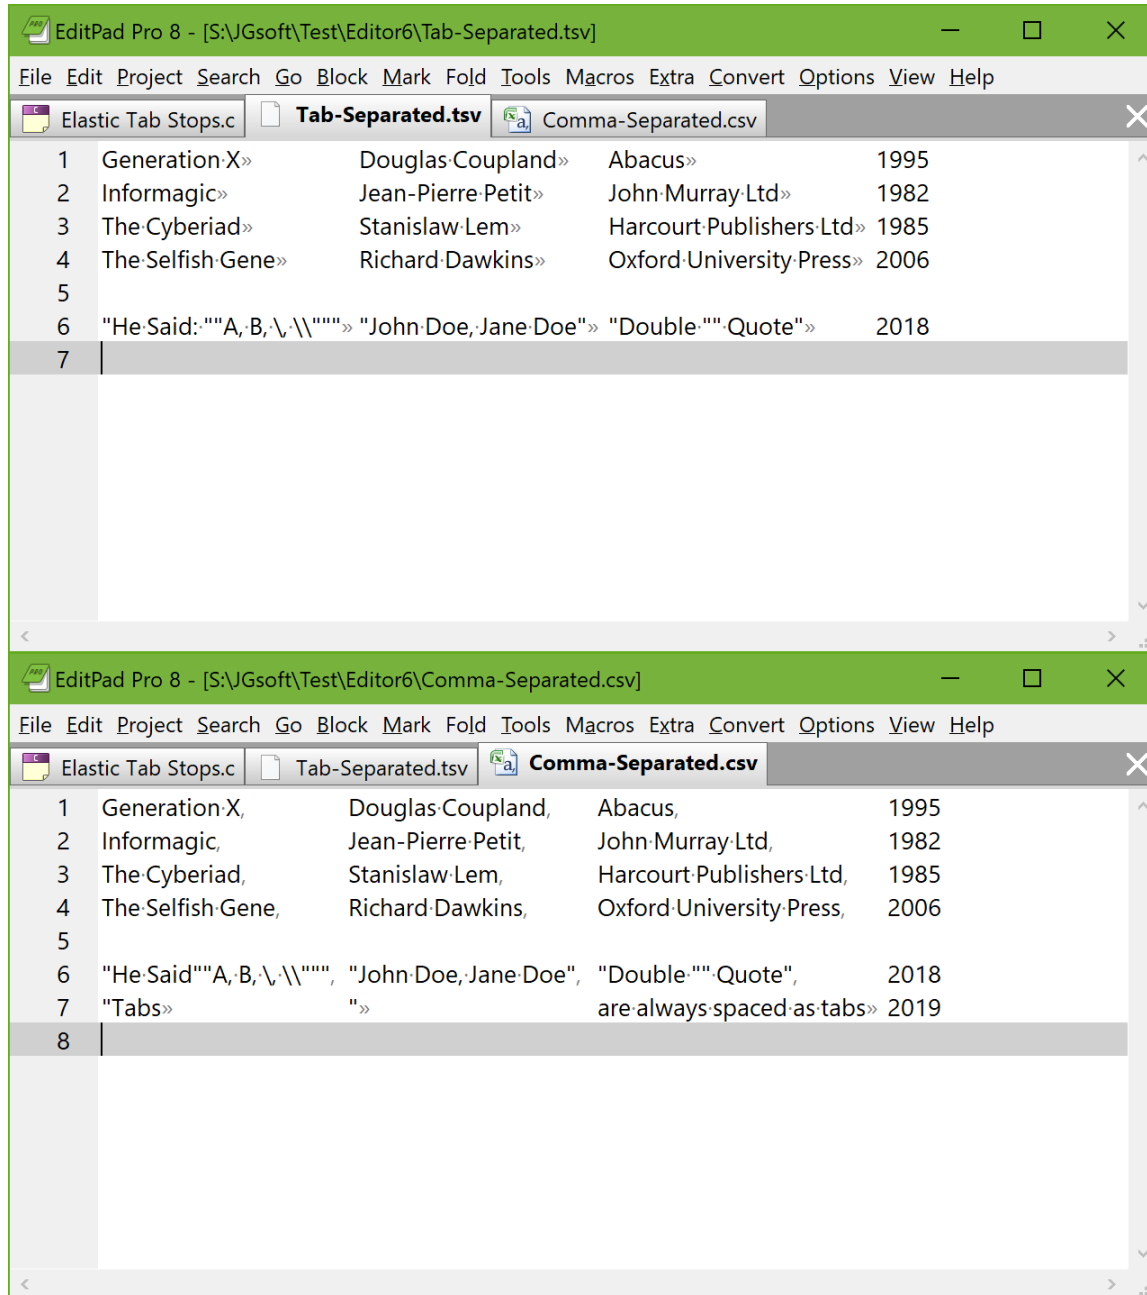 EditPad Pro 8 - [S:\JGsoft\Test\Editor6\Tab-Separated.tsv]
File Edit Project Search Go Block Mark Fold Tools Macros Extra Convert Options View Help
Elastic Tab Stops.c Tab-Separated.tsv Comma-Separated.csv
1 Generation·X» Douglas·Coupland» Abacus» 1995
2 Informagic» Jean-Pierre·Petit» John·Murray·Ltd» 1982
3 The·Cyberiad» Stanislaw·Lem» Harcourt·Publishers·Ltd» 1985
4 The·Selfish·Gene» Richard·Dawkins» Oxford·University·Press» 2006
5
6 "He·Said:·""A,·B,·\,·\\"""» "John·Doe,·Jane·Doe"» "Double·""·Quote"» 2018
7
EditPad Pro 8 - [S:\JGsoft\Test\Editor6\Comma-Separated.csv]
File Edit Project Search Go Block Mark Fold Tools Macros Extra Convert Options View Help
Elastic Tab Stops.c Tab-Separated.tsv Comma-Separated.csv
1 Generation·X, Douglas·Coupland, Abacus, 1995
2 Informagic, Jean-Pierre·Petit, John·Murray·Ltd, 1982
3 The·Cyberiad, Stanislaw·Lem, Harcourt·Publishers·Ltd, 1985
4 The·Selfish·Gene, Richard·Dawkins, Oxford·University·Press, 2006
5
6 "He·Said""A,·B,·\,·\\""", "John·Doe,·Jane·Doe", "Double·""·Quote", 2018
7 "Tabs» "» are·always·spaced·as·tabs» 2019
8